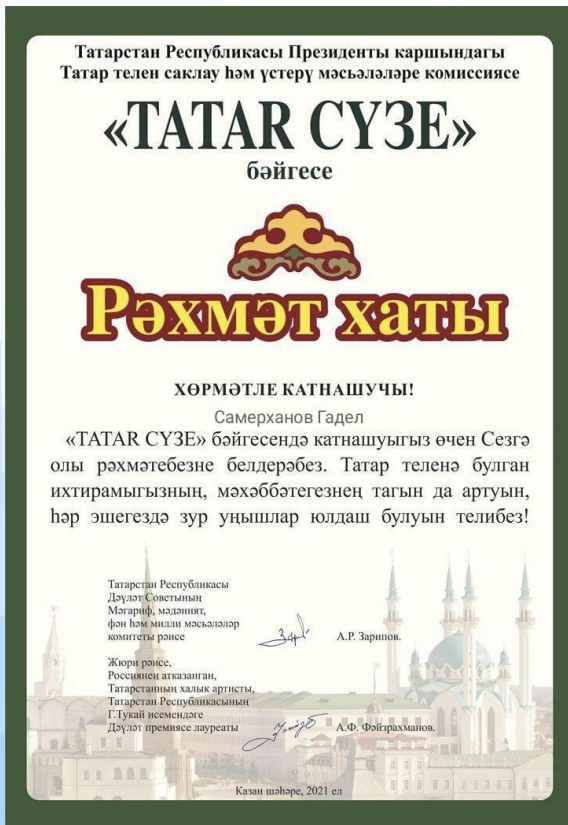 Татарстан Республикасы Президенты каршындагы
Татар телен саклау һәм үстерү мәсьәләләре комиссиясе
«TATAR СҮЗЕ»
бәйгесе
Рәхмәт хаты
ХӨРМӘТЛЕ КАТНАШУЧЫ!
Самерханов Гадел
«TATAR СҮЗЕ» бәйгесендә катнашуыгыз өчен Сезгә
олы рәхмәтебезне белдерәбез. Татар теленә булган
ихтирамыгызның, мәхәббәтегезнең тагын да артуын,
һәр эшегездә зур уңышлар юлдаш булуын телибез!
Татарстан Республикасы
Дәүләт Советының
Мәгариф, мәдәният,
фән һәм милли мәсьәләләр
комитеты рәисе
А.Р. Зарипов.
Жюри рәисе,
Россиянең атказанган,
Татарстанның халык артисты,
Татарстан Республикасының
Г.Тукай исемендәге
Дәүләт премиясе лауреаты
А.Ф. Фәйзрахманов.
Казан шәһәре, 2021 ел